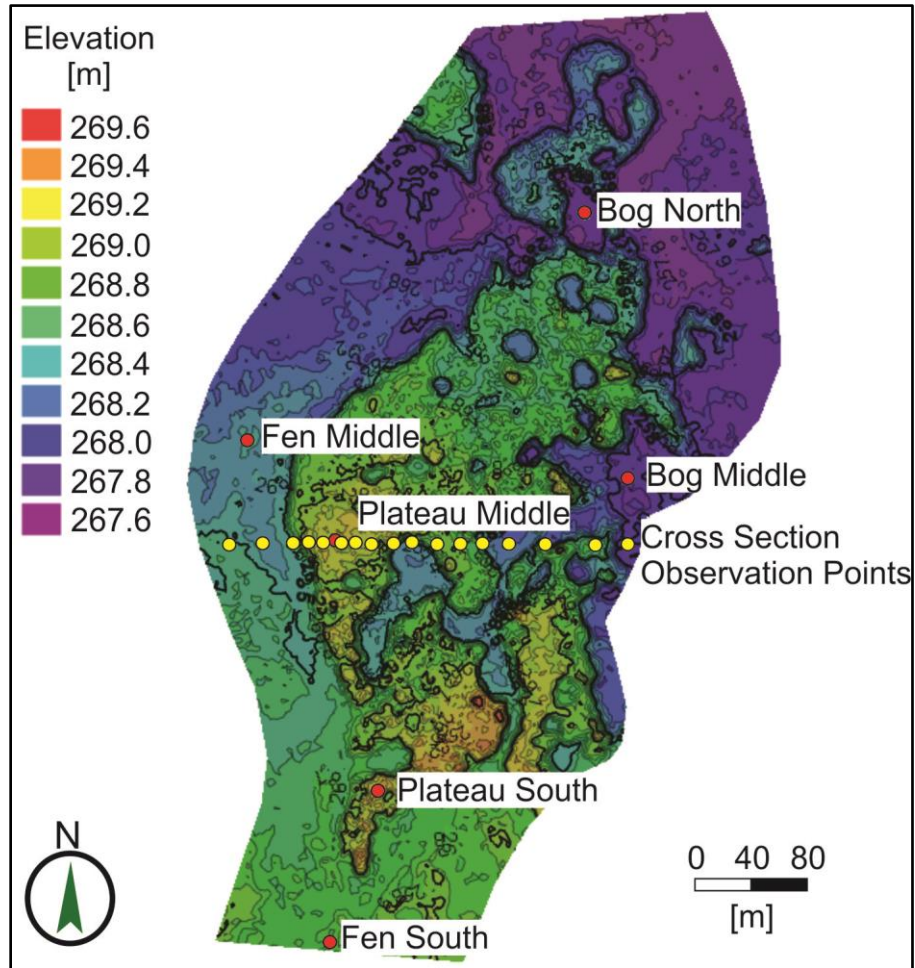 Elevation
[m]
269.6
269.4
269.2
269.0
268.8
268.6
268.4
268.2
268.0
267.8
267.6
Bog North
Fen Middle
Bog Middle
Plateau Middle
Cross Section
Observation Points
Plateau South
Fen South
N
0 40 80
[m]